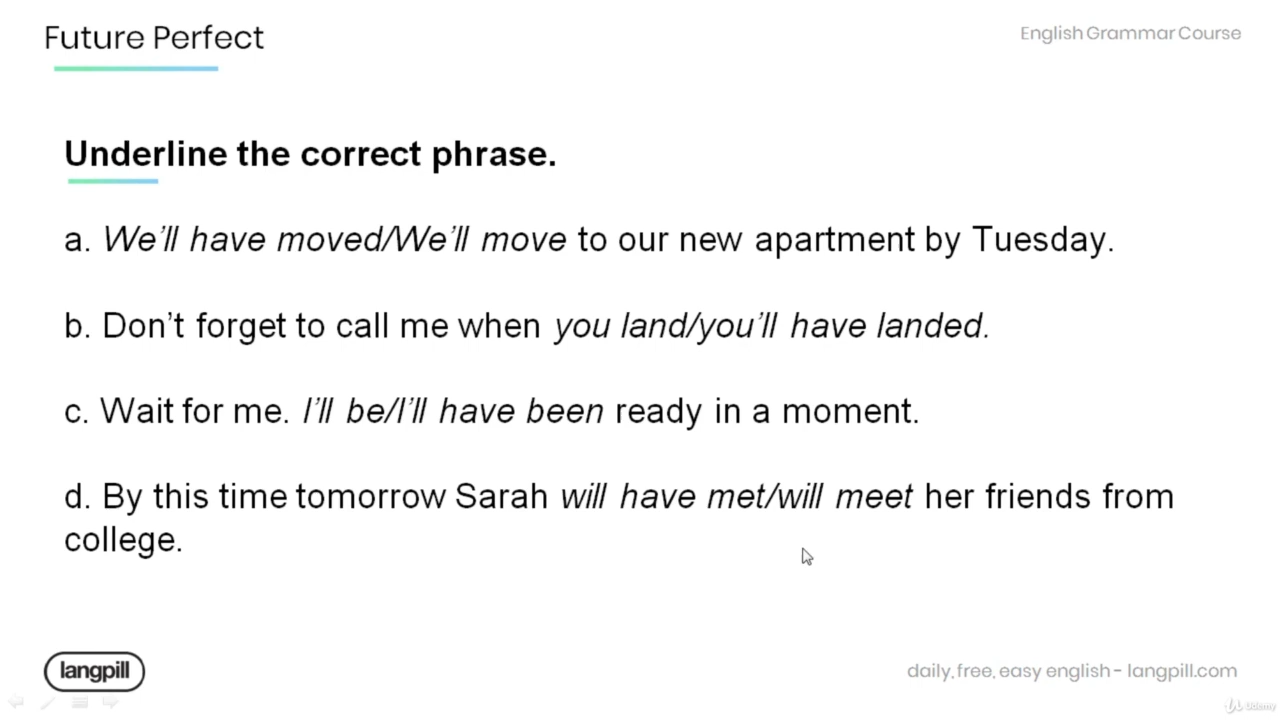 Future Perfect
English Grammar Course
Underline the correct phrase.
a. We’ll have moved/We’ll move to our new apartment by Tuesday.
b. Don’t forget to call me when you land/you’ll have landed.
c. Wait for me. I’ll be/I’ll have been ready in a moment.
d. By this time tomorrow Sarah will have met/will meet her friends from
college.
langpill
daily, free, easy english - langpill.com
Udemy